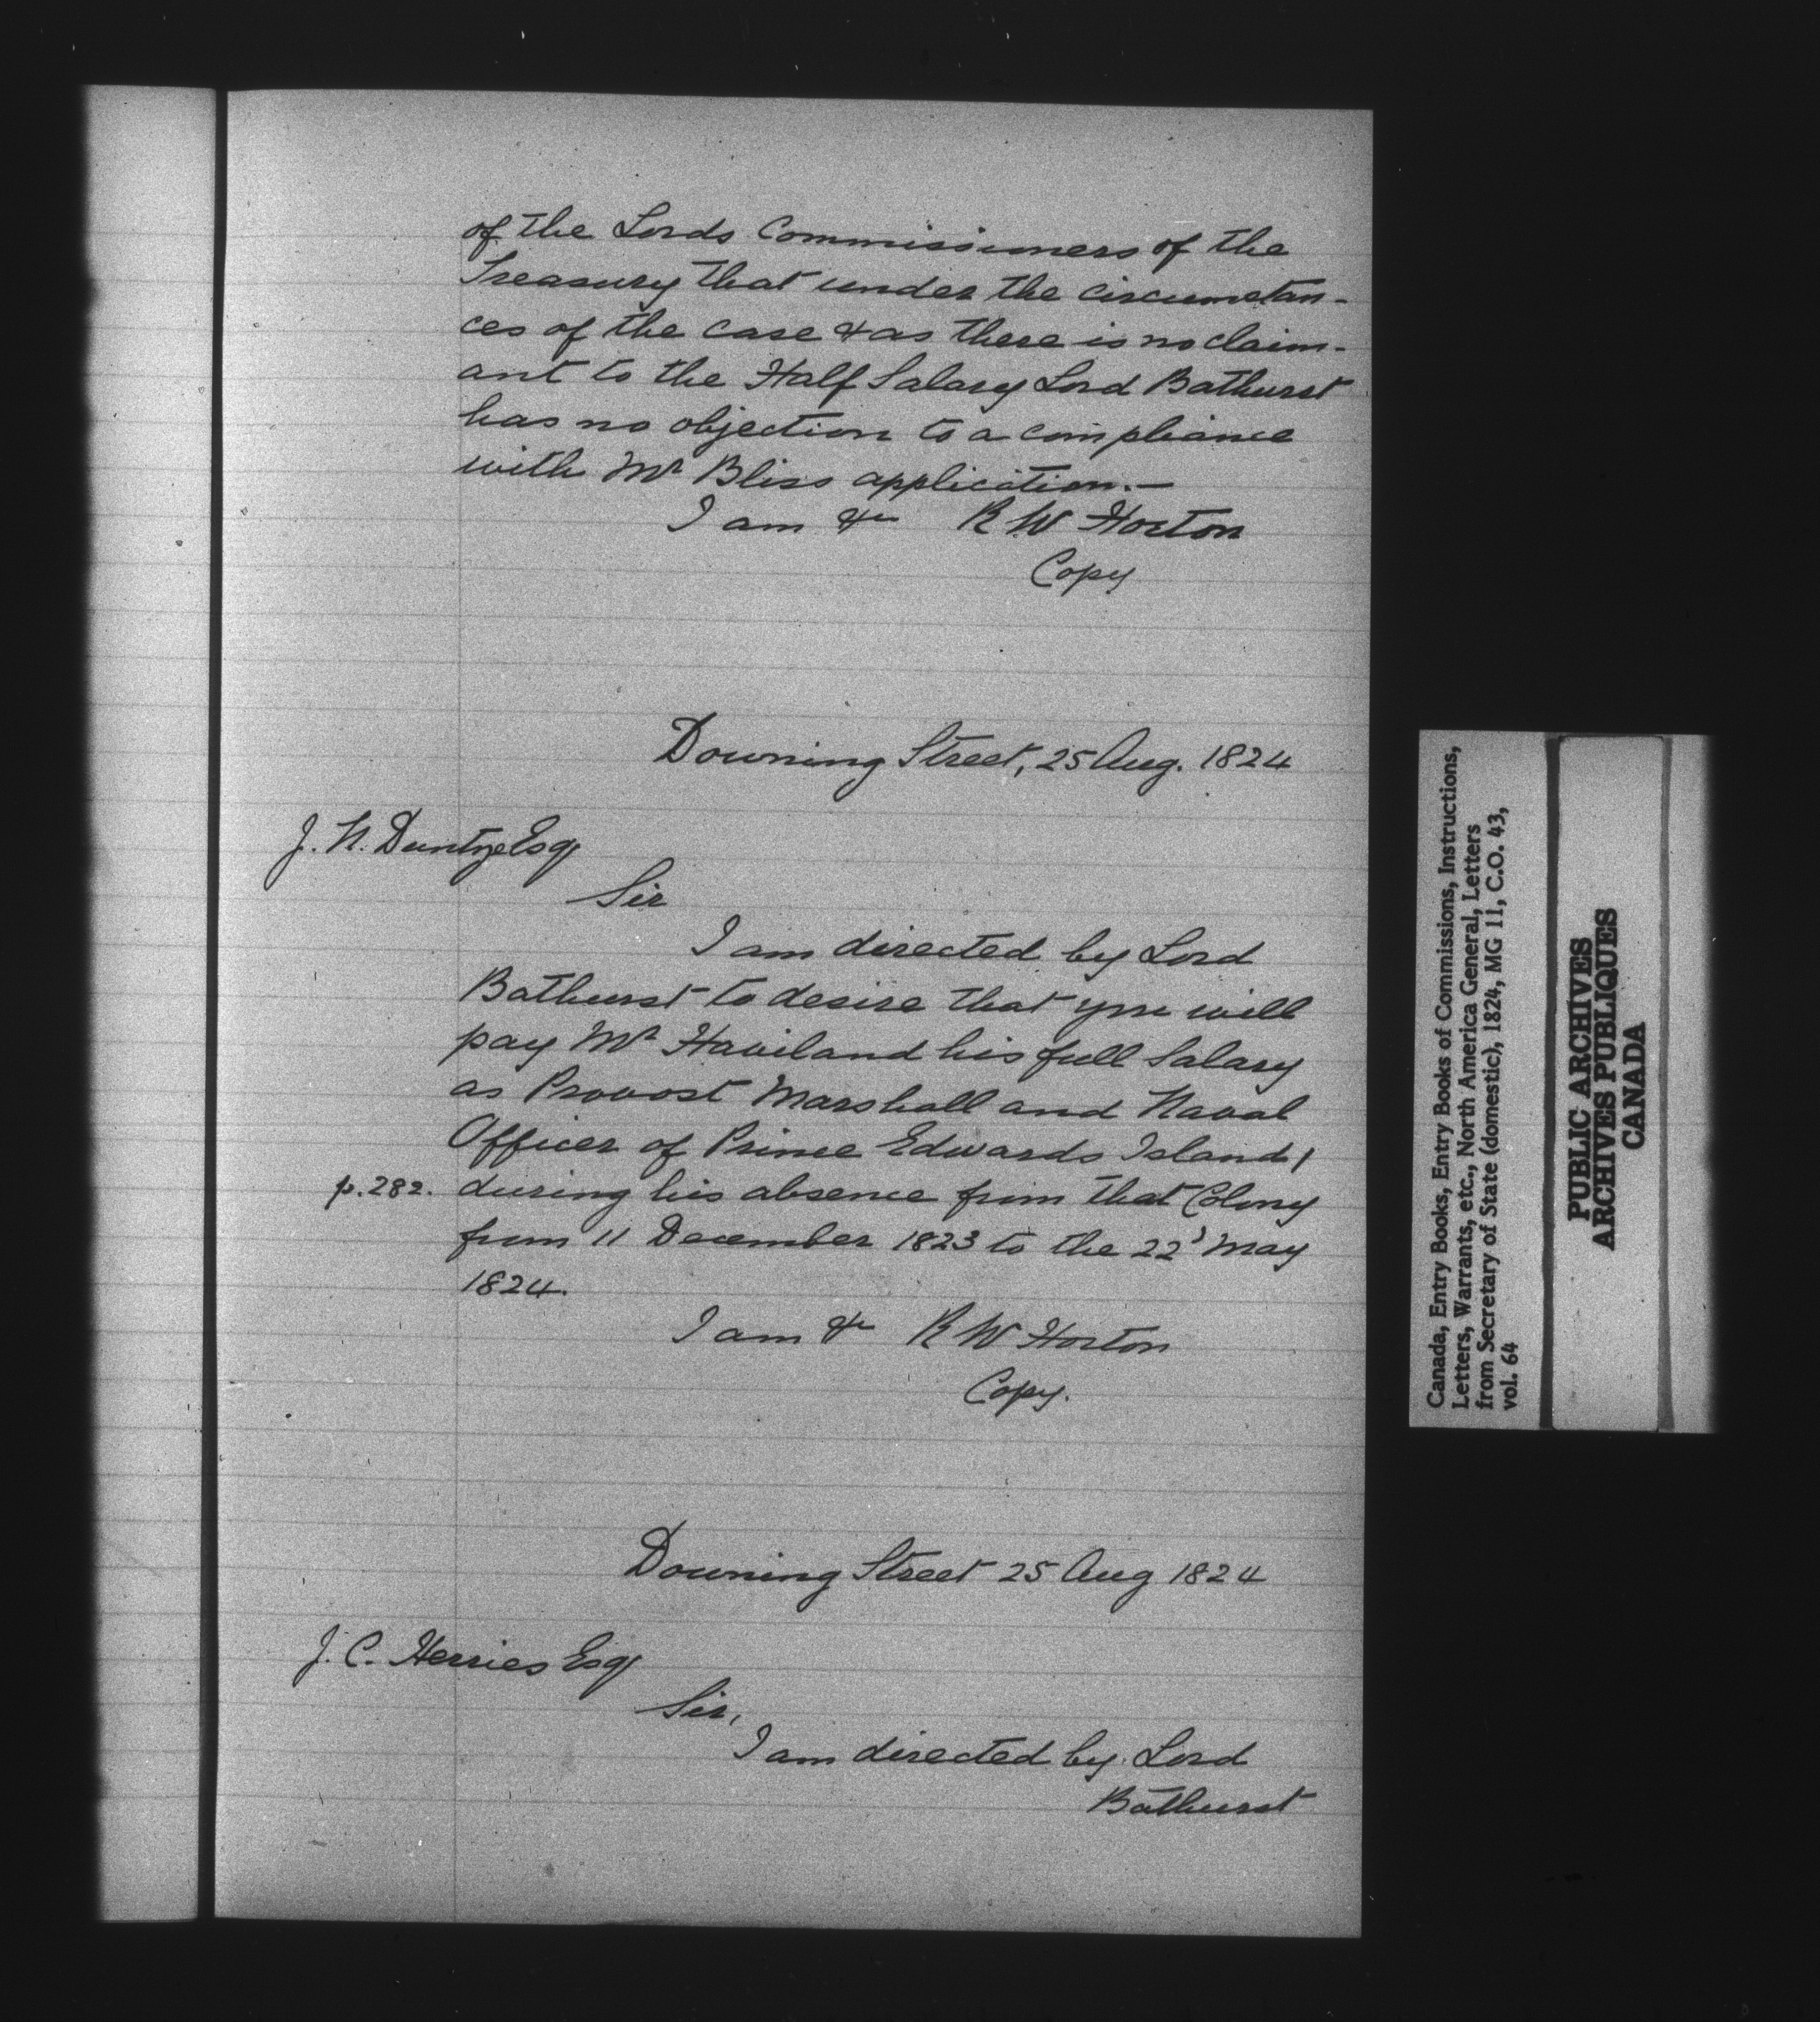 of the Lords Commissioners of the
Treasury that under the circumstan-
ces of the case & as there is no claim-
ant to the Half Salary Lord Bathurst
has no objection to a compliance
with Mr Bliss application.—
I am &c R W Horton
Copy
Downing Street, 25 Aug. 1824
J. N. Duntze Esq
Sir
I am directed by Lord
Bathurst to desire that you will
pay Mr Haviland his full Salary
as Provost Marshall and Naval
Officer of Prince Edwards Island,
p.282. during his absence from that Colony
from 11 December 1823 to the 22d May
1824.
I am &c R W Horton
Copy.
Downing Street 25 Aug 1824
J. C. Herries Esq
Sir,
I am directed by Lord
Bathurst
Canada, Entry Books, Entry Books of Commissions, Instructions,
Letters, Warrants, etc., North America General, Letters
from Secretary of State (domestic), 1824, MG 11, C.O. 43,
vol. 64
PUBLIC ARCHIVES
ARCHIVES PUBLIQUES
CANADA